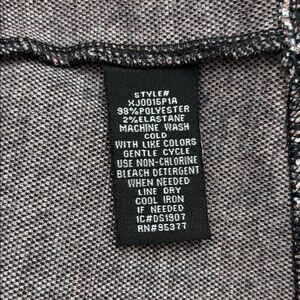 STYLE#
XJ0015P1A
98%POLYESTER
2%ELASTANE
MACHINE WASH
COLD
WITH LIKE COLORS
GENTLE CYCLE
USE NON-CHLORINE
BLEACH DETERGENT
WHEN NEEDED
LINE DRY
COOL IRON
IF NEEDED
IC#DS1907
RN#95377